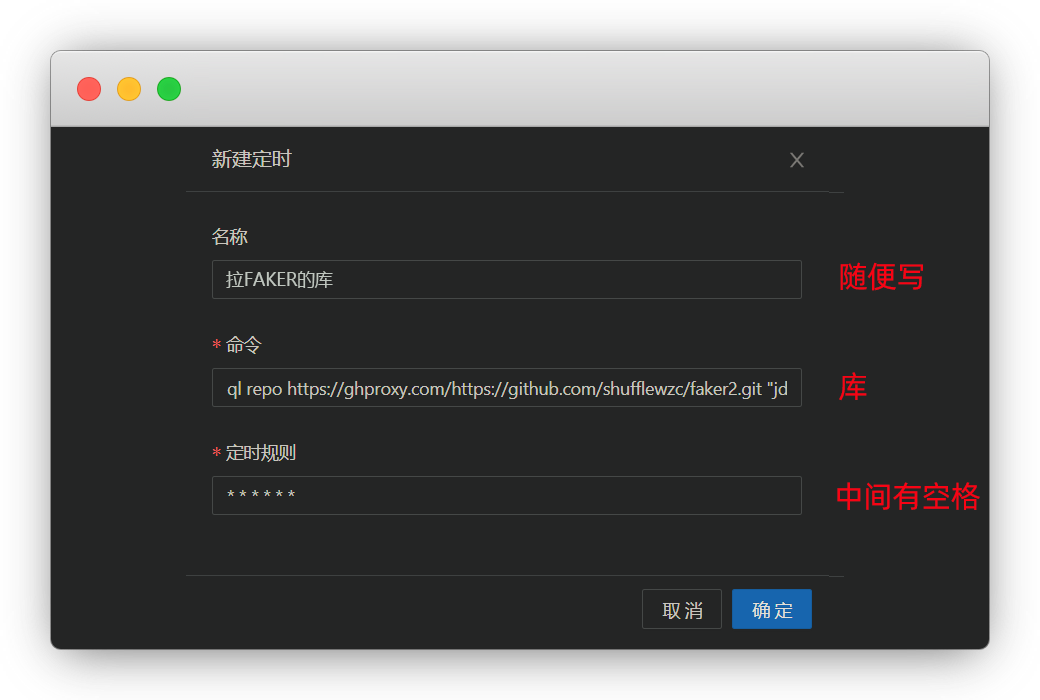 新建定时
名称
拉FAKER的库
随便写
* 命令
ql repo https://ghproxy.com/https://github.com/shufflewzc/faker2.git "jd
库
* 定时规则
* * * * * *
中间有空格
取 消
确 定